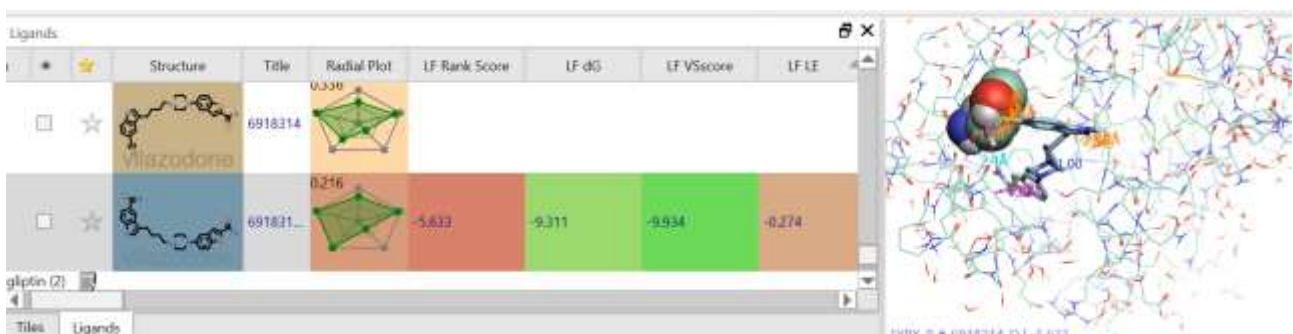 Ligands
Structure Title Radial Plot LF Rank Score LF dG LF VSscore LF LE
0.336
Vilazodone
6918314
0.216
691831... -5.633 -9.311 -9.934 -0.274
gliptin (2)
Tiles Ligands